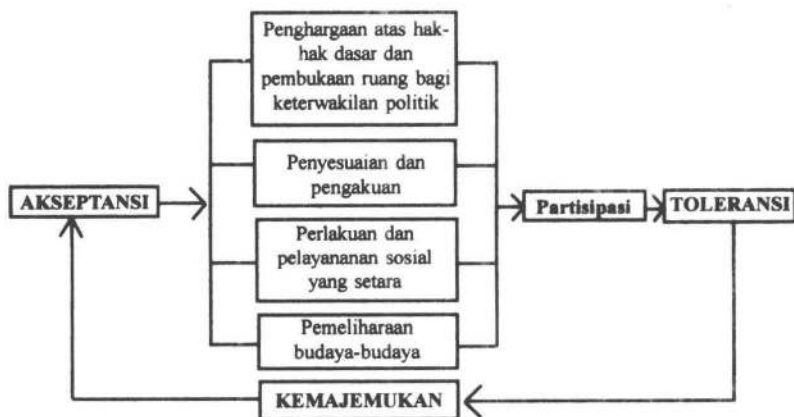 Penghargaan atas hak-
hak dasar dan
pembukaan ruang bagi
keterwakilan politik
Penyesuaian dan
pengakuan
AKSEPTANSI
Partisipasi
TOLERANSI
Perlakuan dan
pelayananan sosial
yang setara
Pemeliharaan
budaya-budaya
KEMAJEMUKAN